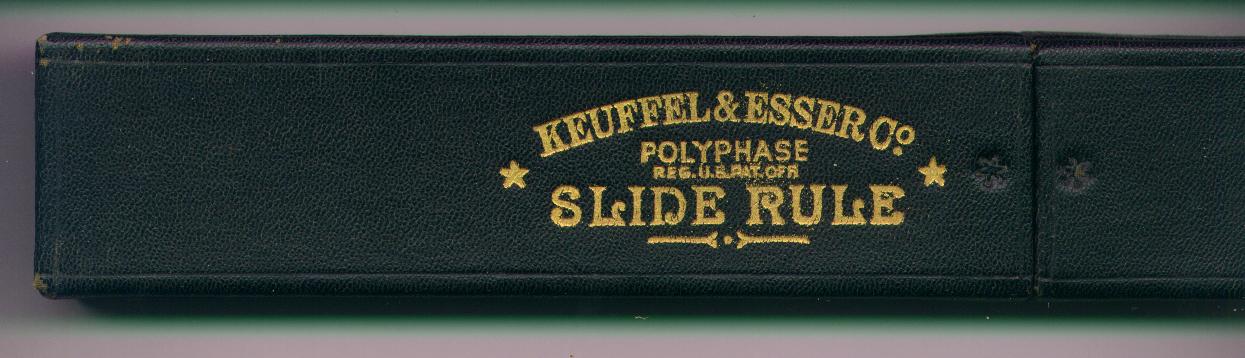 KEUFFEL & ESSER Co.
POLYPHASE
REG. U.S. PAT. OFF.
SLIDE RULE